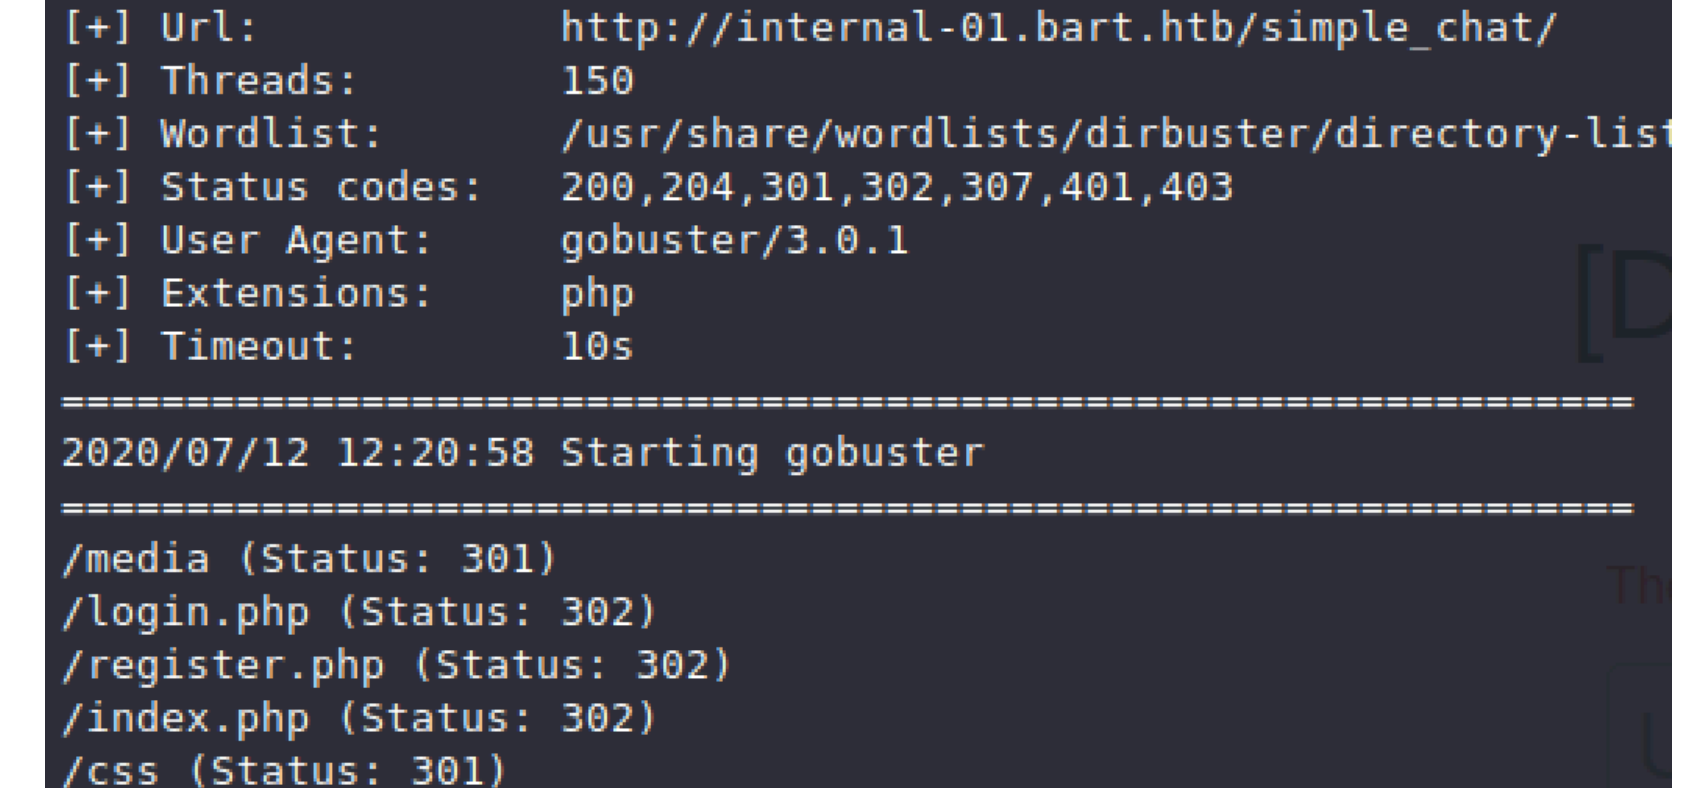 [+] Url:            http://internal-01.bart.htb/simple_chat/
[+] Threads:        150
[+] Wordlist:       /usr/share/wordlists/dirbuster/directory-list
[+] Status codes:   200,204,301,302,307,401,403
[+] User Agent:     gobuster/3.0.1
[+] Extensions:     php
[+] Timeout:        10s
===============================================================
2020/07/12 12:20:58 Starting gobuster
===============================================================
/media (Status: 301)
/login.php (Status: 302)
/register.php (Status: 302)
/index.php (Status: 302)
/css (Status: 301)
[D
The